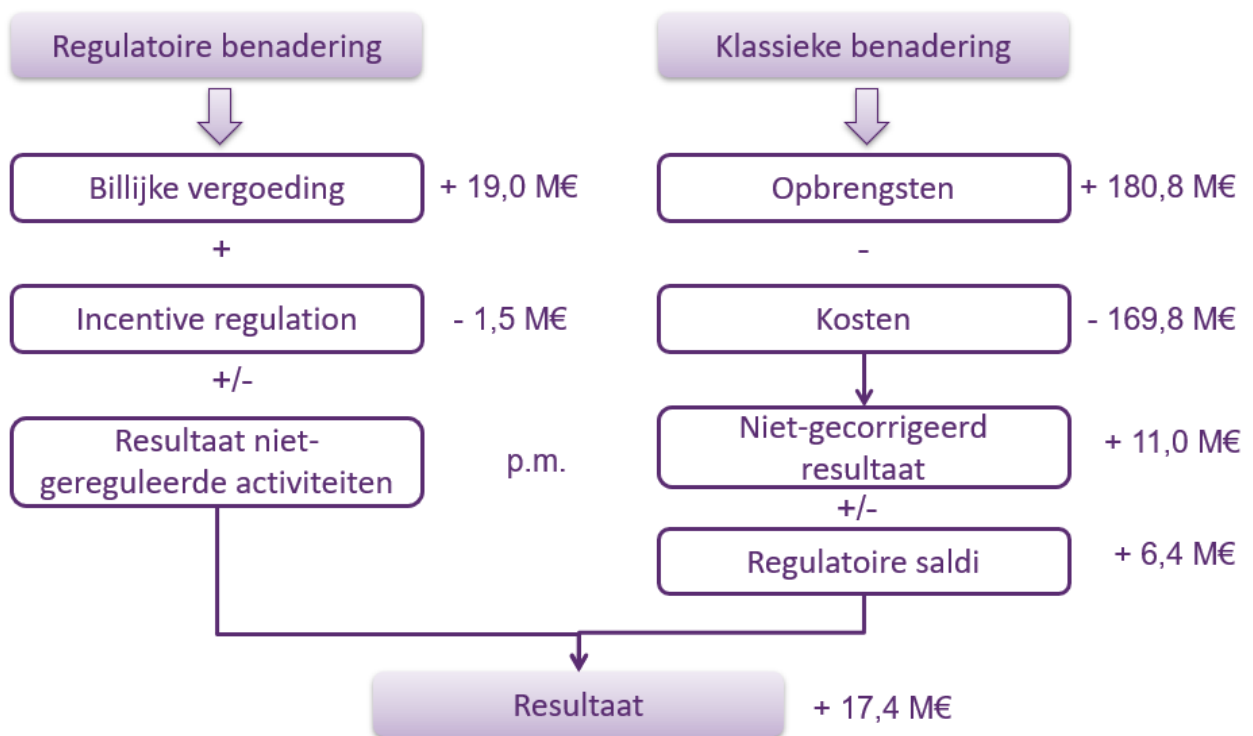 Regulatoire benadering
Billijke vergoeding
+ 19,0 M€
+
Incentive regulation
- 1,5 M€
+/-
Resultaat niet-
gereguleerde activiteiten
p.m.
Klassieke benadering
Opbrengsten
+ 180,8 M€
-
Kosten
- 169,8 M€
Niet-gecorrigeerd
resultaat
+ 11,0 M€
+/-
Regulatoire saldi
+ 6,4 M€
Resultaat
+ 17,4 M€